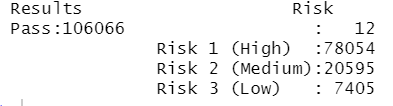 Results Risk
Pass:106066 : 12
Risk 1 (High) :78054
Risk 2 (Medium):20595
Risk 3 (Low) : 7405